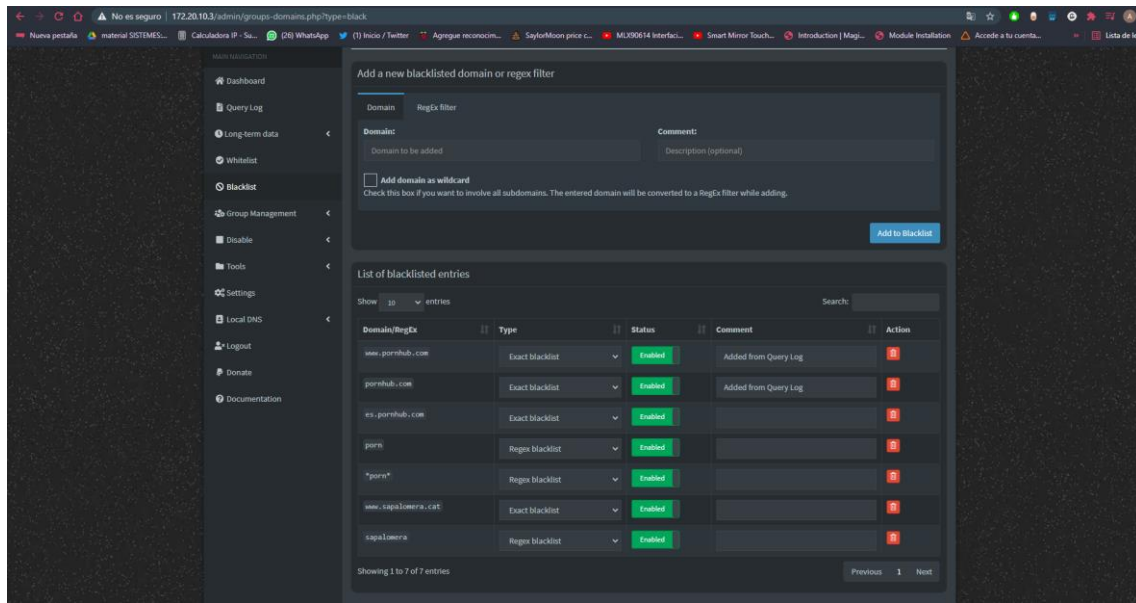 No es seguro | 172.20.10.3/admin/groups-domains.php?type=black
Nueva pestaña material SISTEMES:... Calculadora IP - Su... (26) WhatsApp (1) Inicio / Twitter Agregue reconocim... SaylorMoon price c... MLX90614 Interfaci... Smart Mirror Touch... Introduction | Magi... Module Installation Accede a tu cuenta... » Lista de le
MAIN NAVIGATION
Dashboard
Query Log
Long-term data
Whitelist
Blacklist
Group Management
Disable
Tools
Settings
Local DNS
Logout
Donate
Documentation
Add a new blacklisted domain or regex filter
Domain RegEx filter
Domain: Comment:
Domain to be added Description (optional)
Add domain as wildcard
Check this box if you want to involve all subdomains. The entered domain will be converted to a RegEx filter while adding.
Add to Blacklist
List of blacklisted entries
Show 10 entries Search:
Domain/RegEx Type Status Comment Action
www.pornhub.com Exact blacklist Enabled Added from Query Log
pornhub.com Exact blacklist Enabled Added from Query Log
es.pornhub.com Exact blacklist Enabled
porn Regex blacklist Enabled
*porn* Regex blacklist Enabled
www.sapalomera.cat Exact blacklist Enabled
sapalomera Regex blacklist Enabled
Showing 1 to 7 of 7 entries Previous 1 Next